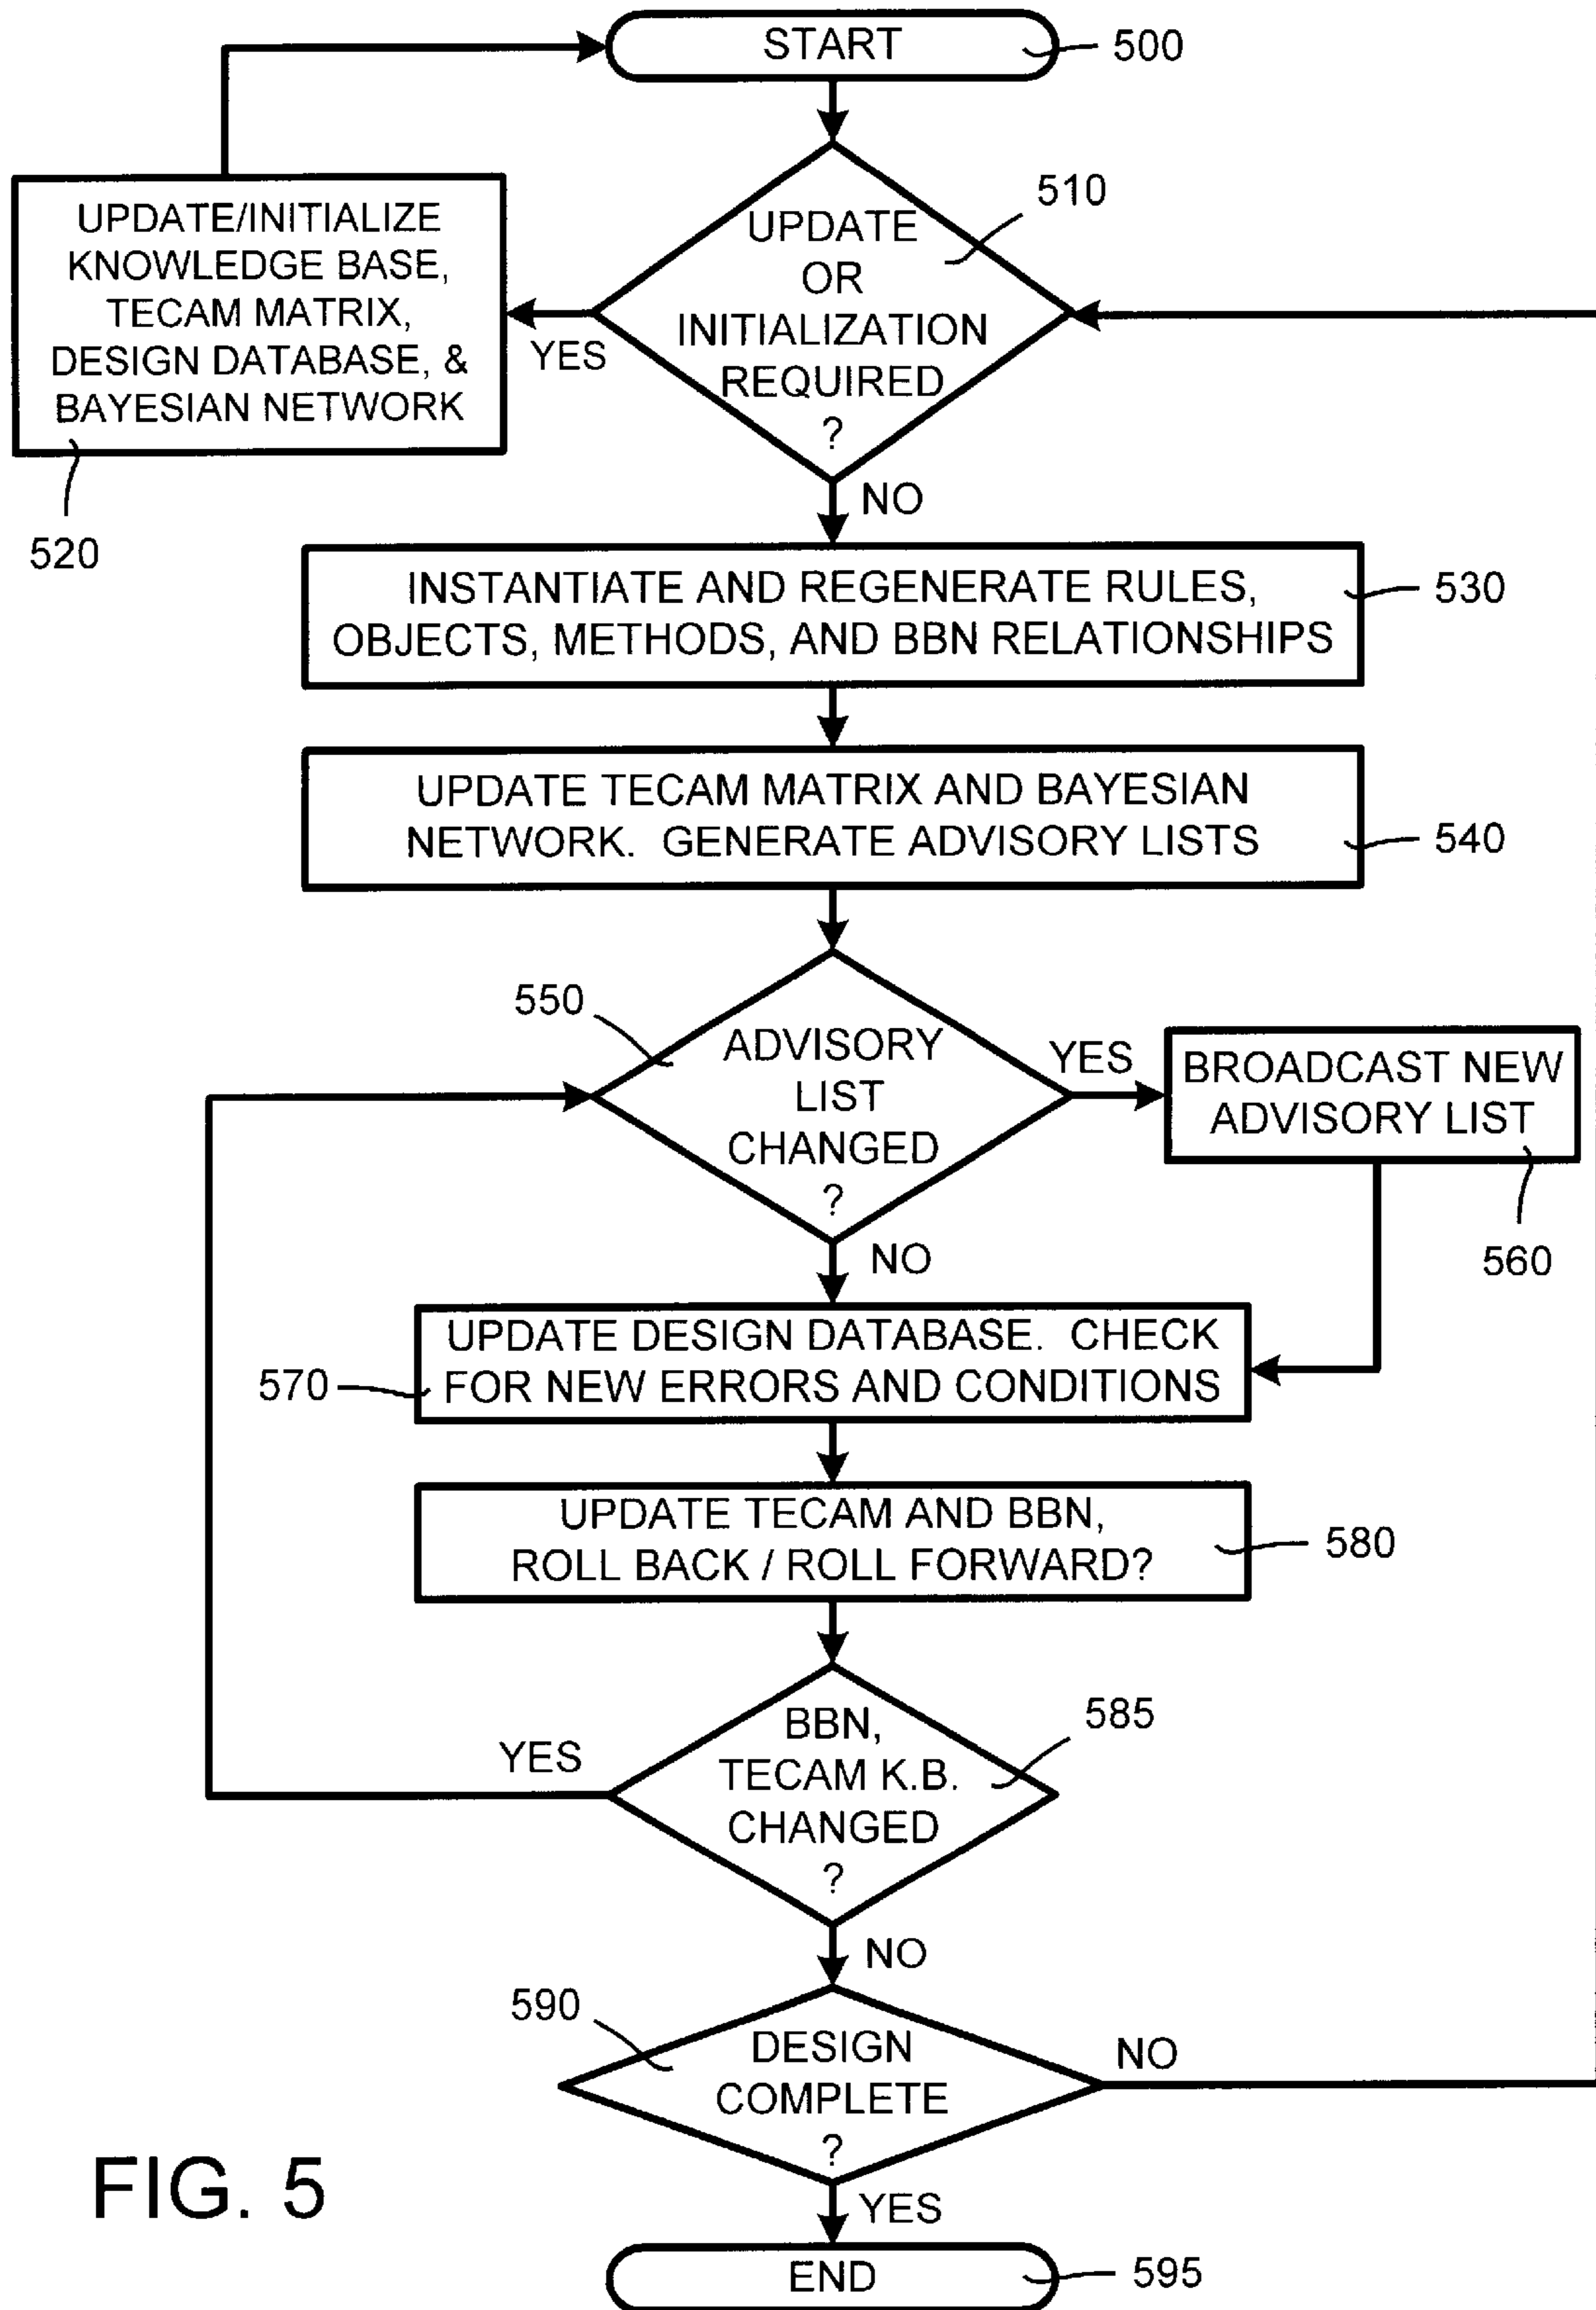 START
500
510
UPDATE
OR
INITIALIZATION
REQUIRED
?
UPDATE/INITIALIZE
KNOWLEDGE BASE,
TECAM MATRIX,
DESIGN DATABASE, &
BAYESIAN NETWORK
YES
520
NO
INSTANTIATE AND REGENERATE RULES,
OBJECTS, METHODS, AND BBN RELATIONSHIPS
530
UPDATE TECAM MATRIX AND BAYESIAN
NETWORK. GENERATE ADVISORY LISTS
540
550
ADVISORY
LIST
CHANGED
?
YES
BROADCAST NEW
ADVISORY LIST
560
NO
UPDATE DESIGN DATABASE. CHECK
FOR NEW ERRORS AND CONDITIONS
570
UPDATE TECAM AND BBN,
ROLL BACK / ROLL FORWARD?
580
BBN,
TECAM K.B.
CHANGED
?
585
YES
NO
590
DESIGN
COMPLETE
?
NO
YES
END
595
FIG. 5